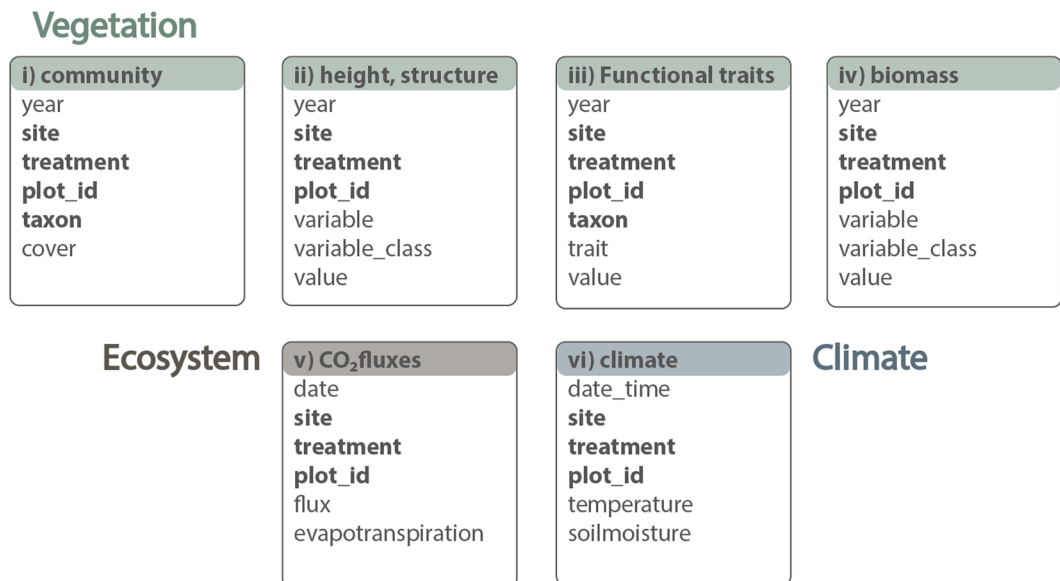 Vegetation
i) community
year
site
treatment
plot_id
taxon
cover
ii) height, structure
year
site
treatment
plot_id
variable
variable_class
value
iii) Functional traits
year
site
treatment
plot_id
taxon
trait
value
iv) biomass
year
site
treatment
plot_id
variable
variable_class
value
Ecosystem
v) CO₂fluxes
date
site
treatment
plot_id
flux
evapotranspiration
vi) climate
date_time
site
treatment
plot_id
temperature
soilmoisture
Climate